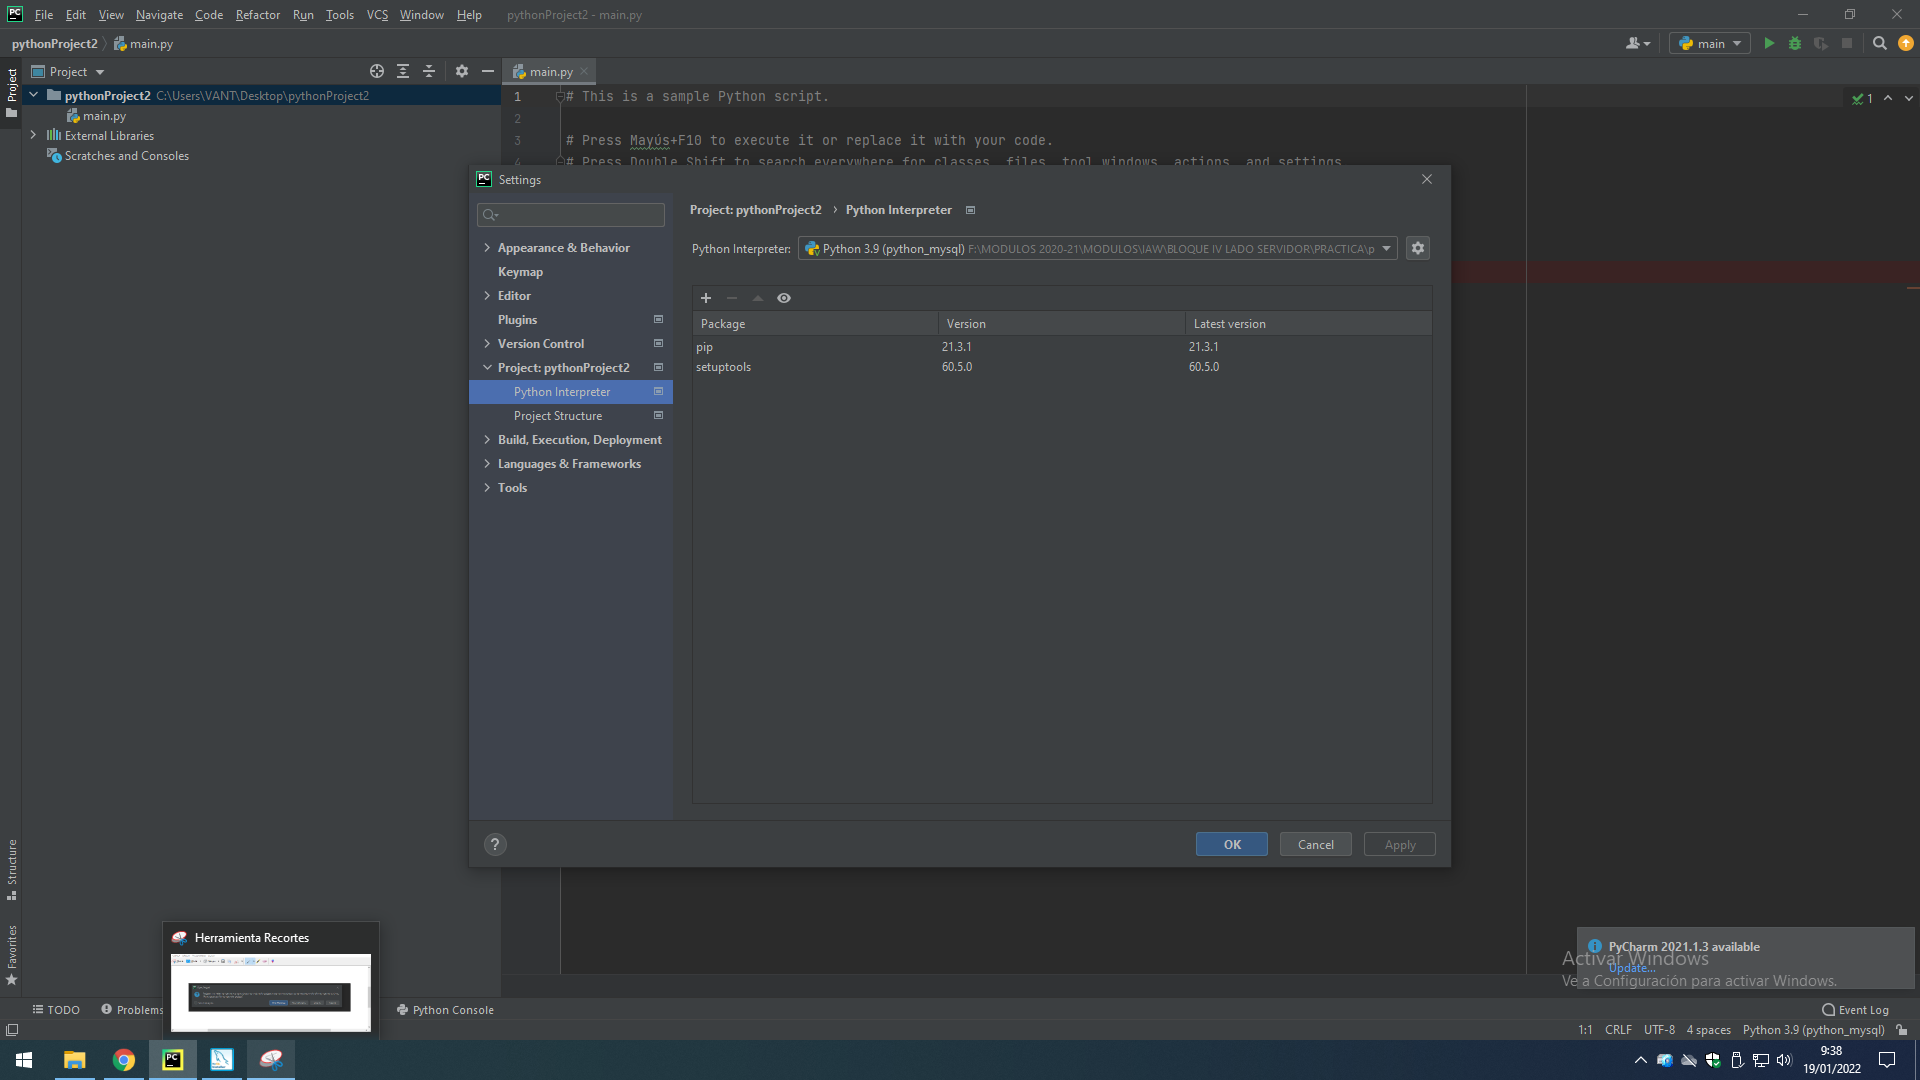 File Edit View Navigate Code Refactor Run Tools VCS Window Help pythonProject2 - main.py
pythonProject2 main.py
main
Project
Project
main.py
pythonProject2 C:\Users\VANT\Desktop\pythonProject2
main.py
External Libraries
Scratches and Consoles
1 # This is a sample Python script.
1
2
3 # Press Mayús+F10 to execute it or replace it with your code.
4 # Press Double Shift to search everywhere for classes, files, tool windows, actions, and settings.
Settings
Appearance & Behavior
Keymap
Editor
Plugins
Version Control
Project: pythonProject2
Python Interpreter
Project Structure
Build, Execution, Deployment
Languages & Frameworks
Tools
Project: pythonProject2 › Python Interpreter
Python Interpreter: Python 3.9 (python_mysql) F:\MODULOS 2020-21\MODULOS\IAW\BLOQUE IV LADO SERVIDOR\PRACTICA\p
Package Version Latest version
pip 21.3.1 21.3.1
setuptools 60.5.0 60.5.0
? OK Cancel Apply
Structure
Favorites
Herramienta Recortes
PyCharm 2021.1.3 available
Update...
Activar Windows
Ve a Configuración para activar Windows.
TODO Problems Python Console Event Log
1:1 CRLF UTF-8 4 spaces Python 3.9 (python_mysql)
9:38
19/01/2022